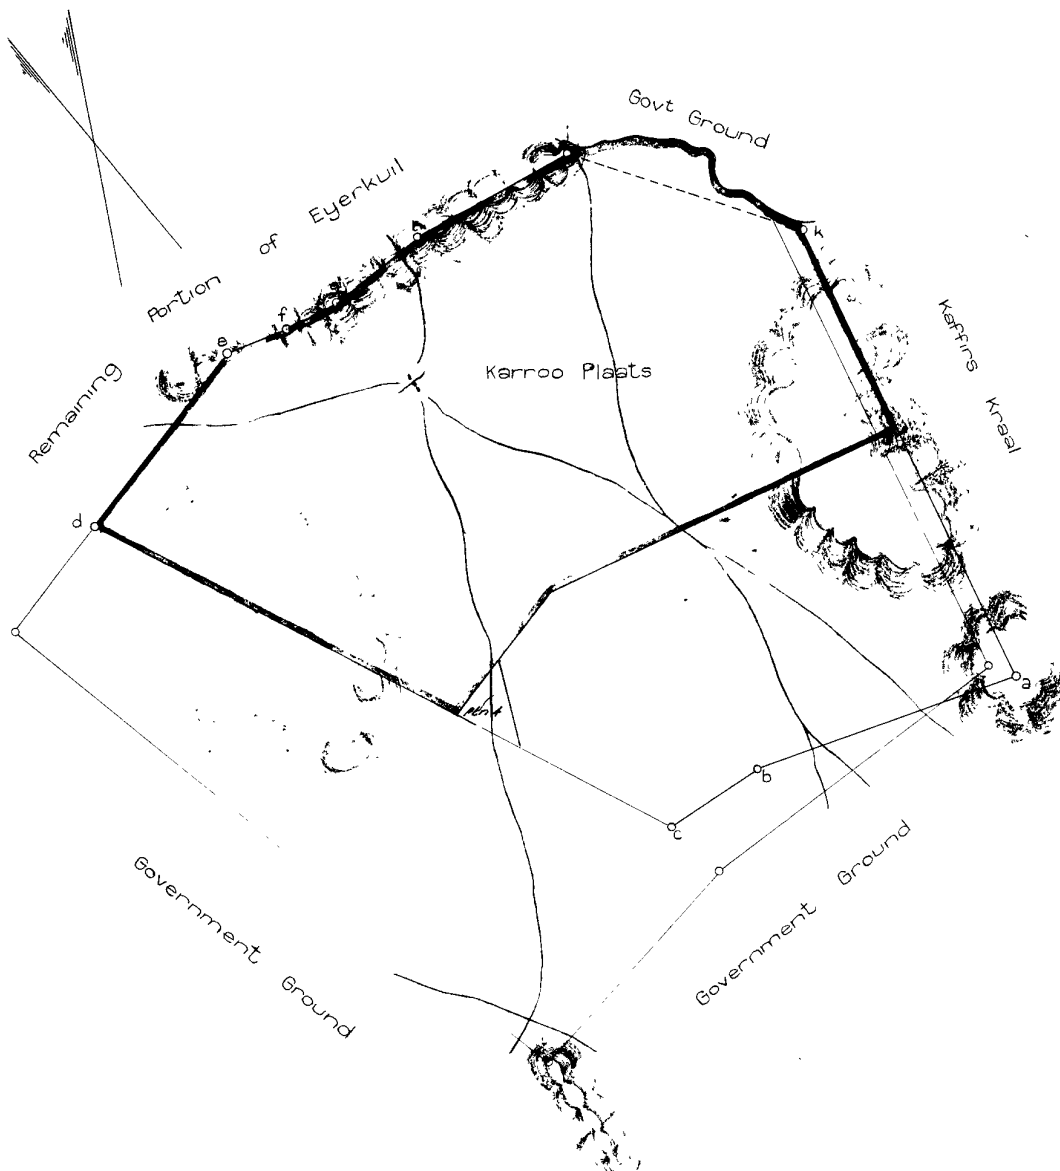 Govt Ground
Remaining Portion of Eyerkuil
k
f
e
Karroo Plaats
Kaffirs Kraal
d
a
b
c
Government Ground
Government Ground